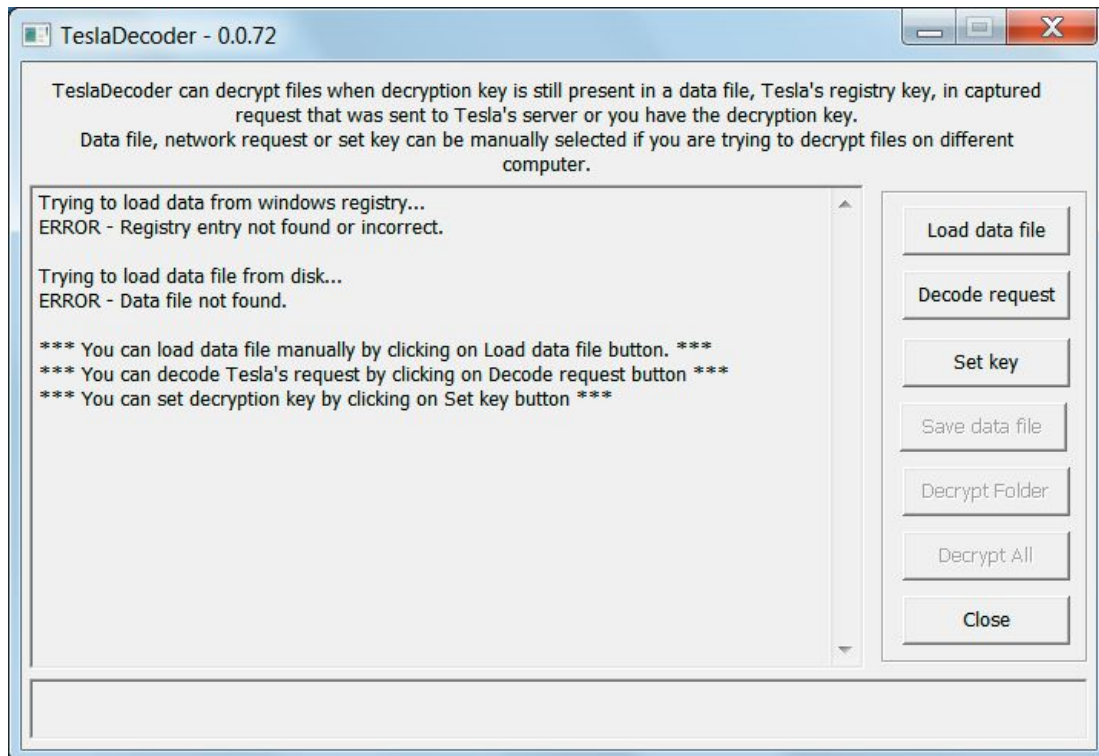 TeslaDecoder - 0.0.72
TeslaDecoder can decrypt files when decryption key is still present in a data file, Tesla's registry key, in captured
request that was sent to Tesla's server or you have the decryption key.
Data file, network request or set key can be manually selected if you are trying to decrypt files on different
computer.
Trying to load data from windows registry...
ERROR - Registry entry not found or incorrect.
Trying to load data file from disk...
ERROR - Data file not found.
*** You can load data file manually by clicking on Load data file button. ***
*** You can decode Tesla's request by clicking on Decode request button ***
*** You can set decryption key by clicking on Set key button ***
Load data file
Decode request
Set key
Save data file
Decrypt Folder
Decrypt All
Close